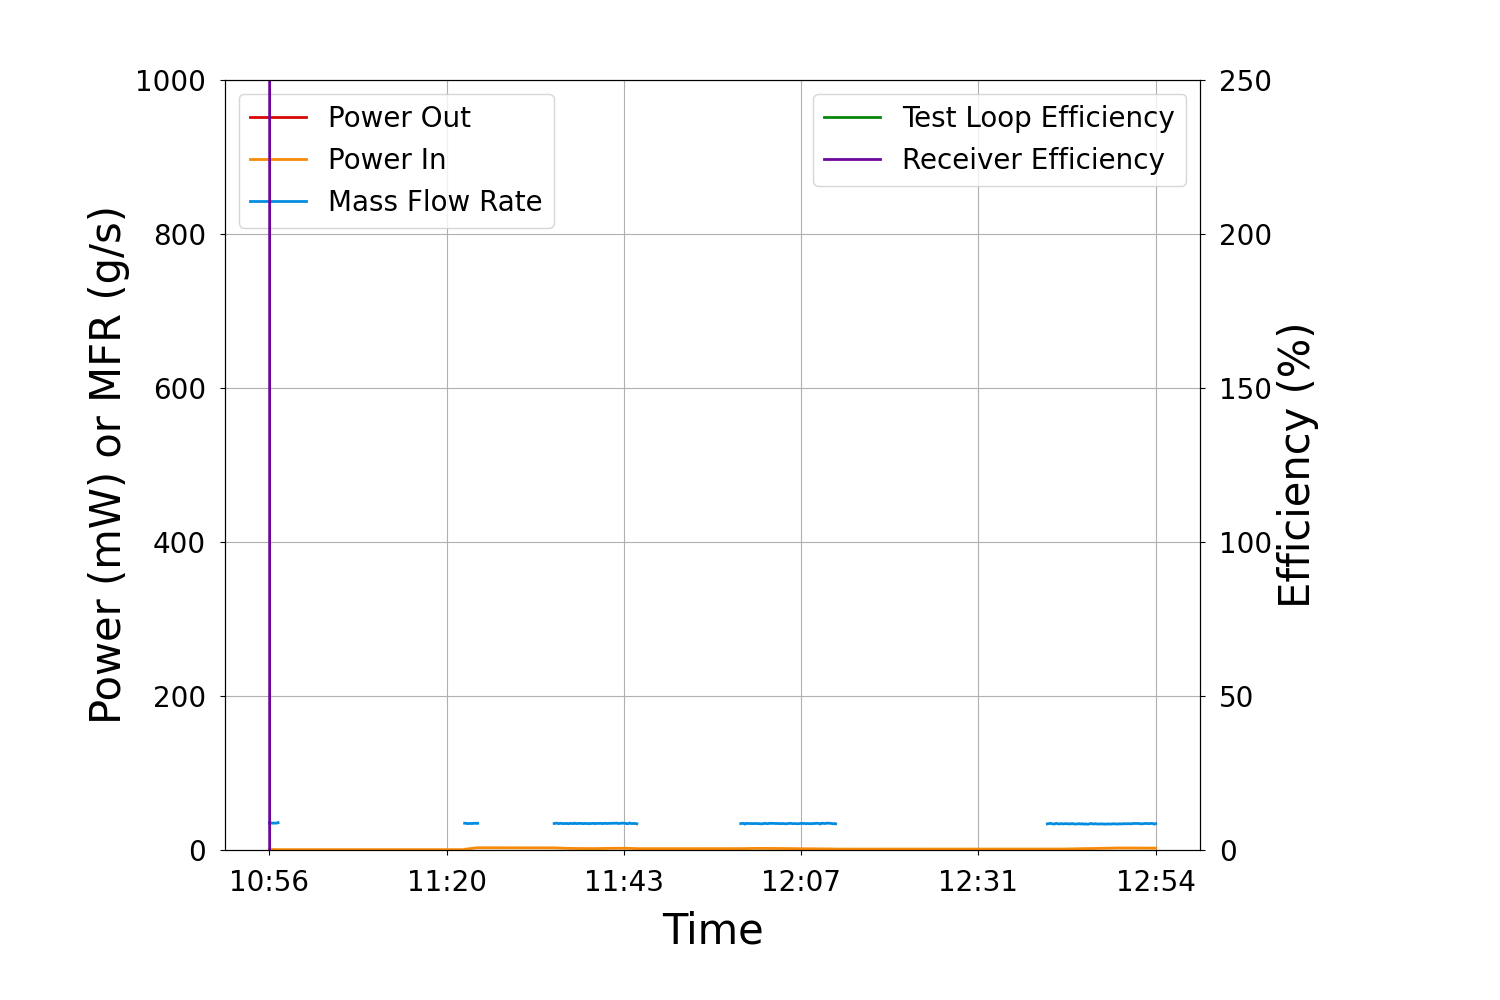 1000
800
600
400
200
0
Power (mW) or MFR (g/s)
Power Out
Power In
Mass Flow Rate
Test Loop Efficiency
Receiver Efficiency
250
200
150
100
50
0
Efficiency (%)
10:56 11:20 11:43 12:07 12:31 12:54
Time